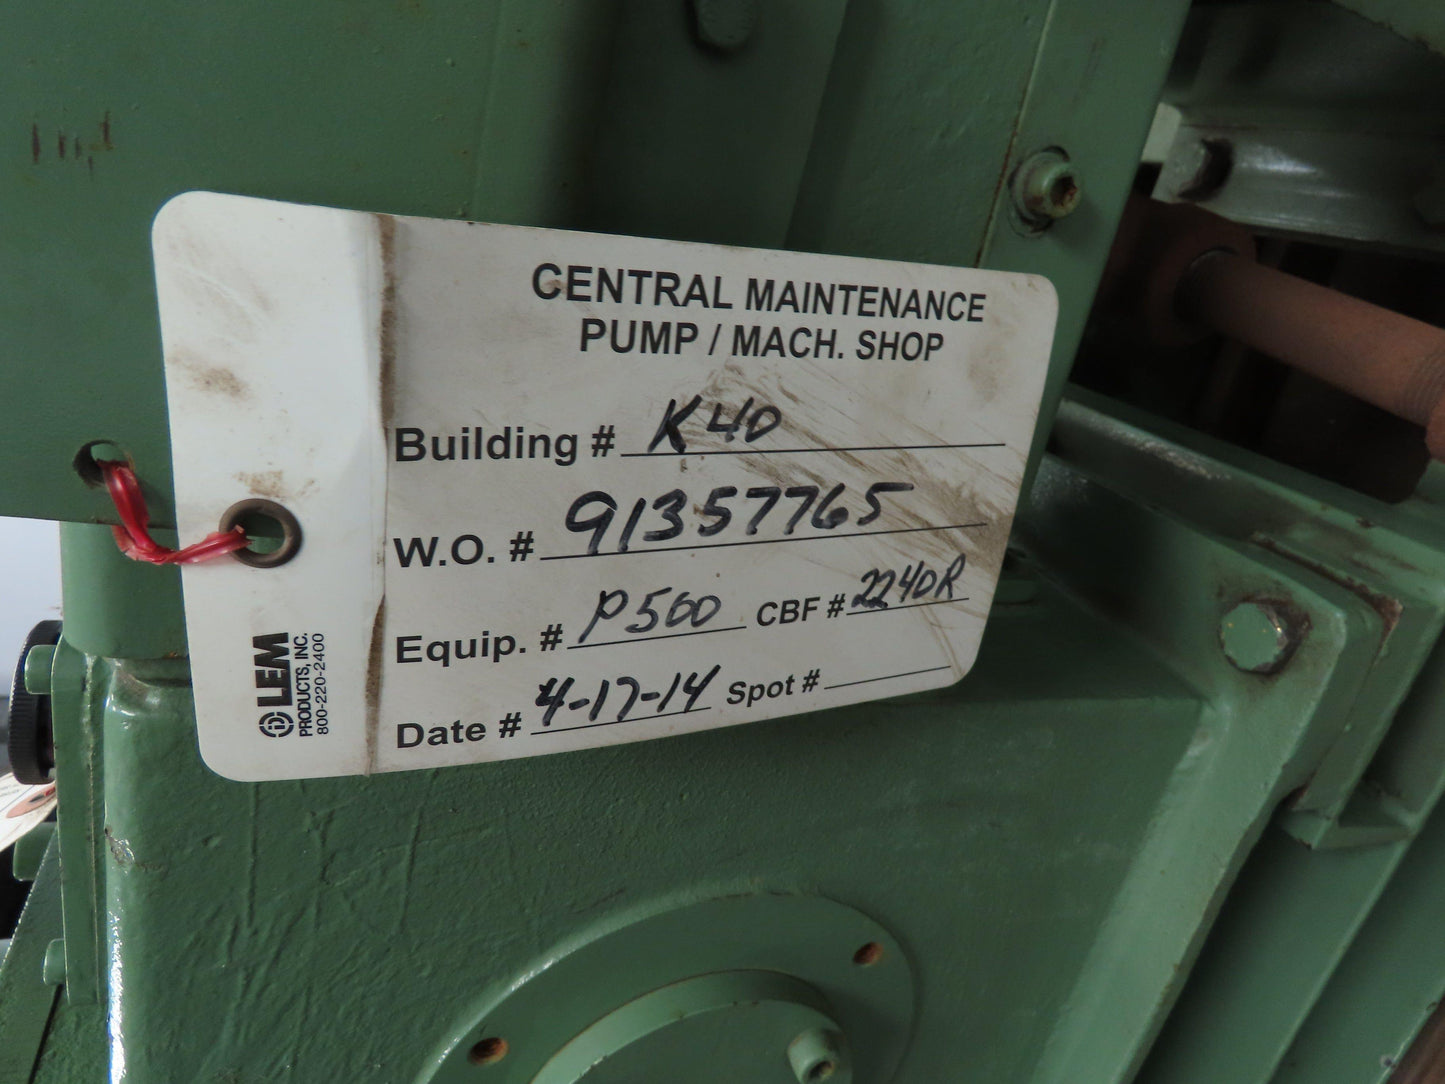 CENTRAL MAINTENANCE
PUMP / MACH. SHOP
Building # K40
W.O. # 91357765
Equip. # P500 CBF # 2240R
Date # 4-17-14 Spot #
LEM
PRODUCTS, INC.
800-220-2400